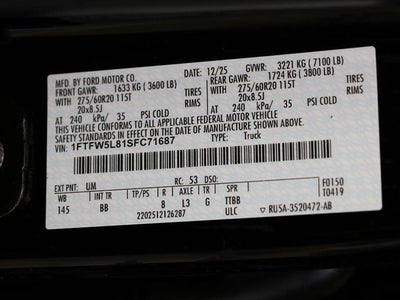 MFD. BY FORD MOTOR CO.
12/25 GVWR: 3221 KG (7100 LB)
FRONT GAWR: 1633 KG (3600 LB) REAR GAWR: 1724 KG (3800 LB)
WITH 275/60R20 115T TIRES WITH 275/60R20 115T TIRES
20x8.5J RIMS 20x8.5J RIMS
AT 240 kPa/ 35 PSI COLD AT 240 kPa/ 35 PSI COLD
THIS VEHICLE CONFORMS TO ALL APPLICABLE FEDERAL MOTOR VEHICLE
SAFETY STANDARDS IN EFFECT ON THE DATE OF MANUFACTURE SHOWN ABOVE.
VIN: 1FTFW5L81SFC71687 TYPE: Truck
EXT PNT: UM RC: 53 DSO: F0150
WB INT TR R AXLE TR SPR T0419
145 BB 8 L3 G TTBB
2202512126287 ULC RU5A-3520472-AB